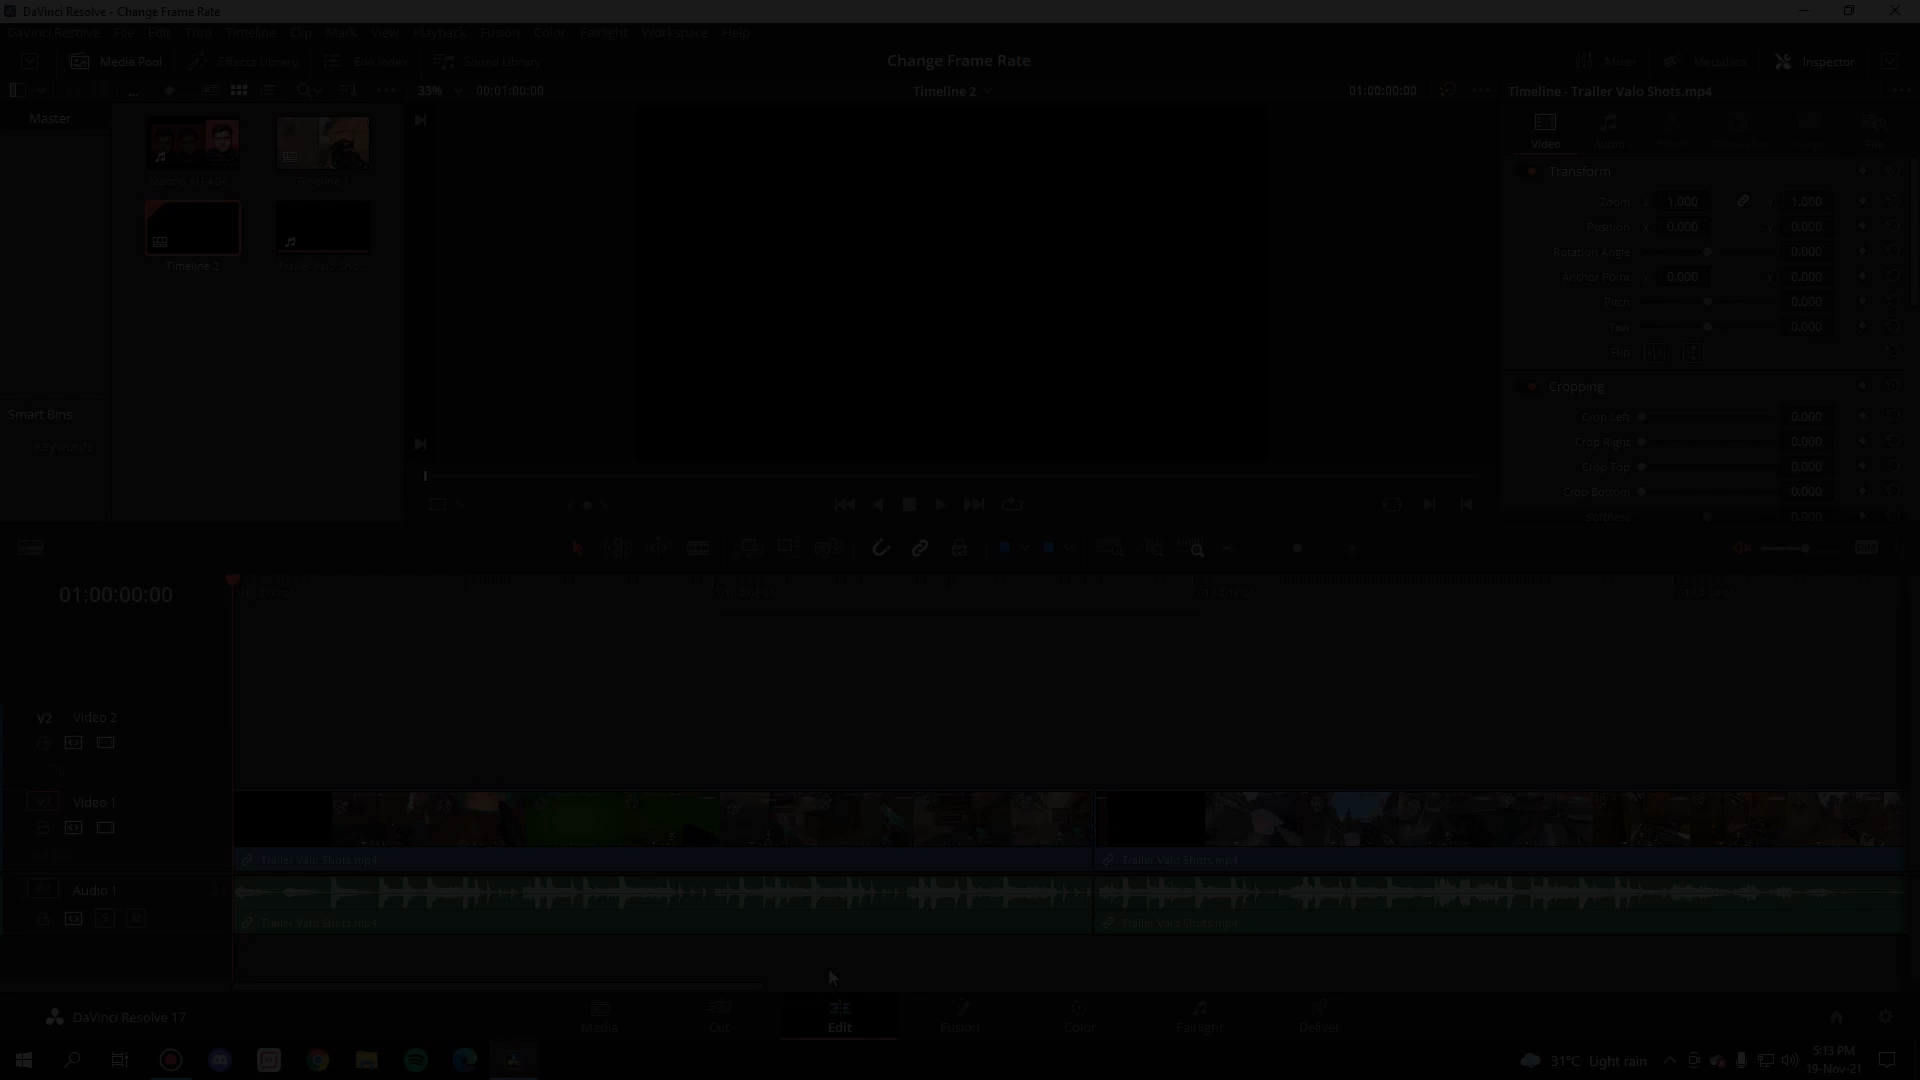 DaVinci Resolve - Change Frame Rate
DaVinci Resolve File Edit Trim Timeline Clip Mark View Playback Fusion Color Fairlight Workspace Help
Media Pool Effects Library Edit Index Sound Library Change Frame Rate Mixer Metadata Inspector
33% 00:01:00:00 Timeline 2 01:00:00:00 Timeline - Trailer Valo Shots.mp4
Master
Video Audio File
Timeline 1
Timeline 2
Trailer Valo Sho...
Transform
Zoom X 1.000 Y 1.000
Position X 0.000 Y 0.000
Rotation Angle 0.000
Anchor Point X 0.000 Y 0.000
Pitch 0.000
Yaw 0.000
Flip
Cropping
Crop Left 0.000
Crop Right 0.000
Crop Top 0.000
Crop Bottom 0.000
Softness 0.000
Smart Bins
Keywords
01:00:00:00
V2 Video 2
V1 Video 1
Trailer Valo Shots.mp4 Trailer Valo Shots.mp4
Audio 1
S M
Trailer Valo Shots.mp4 Trailer Valo Shots.mp4
DaVinci Resolve 17
Media Cut Edit Fusion Color Fairlight Deliver
31°C Light rain
5:13 PM
19-Nov-21